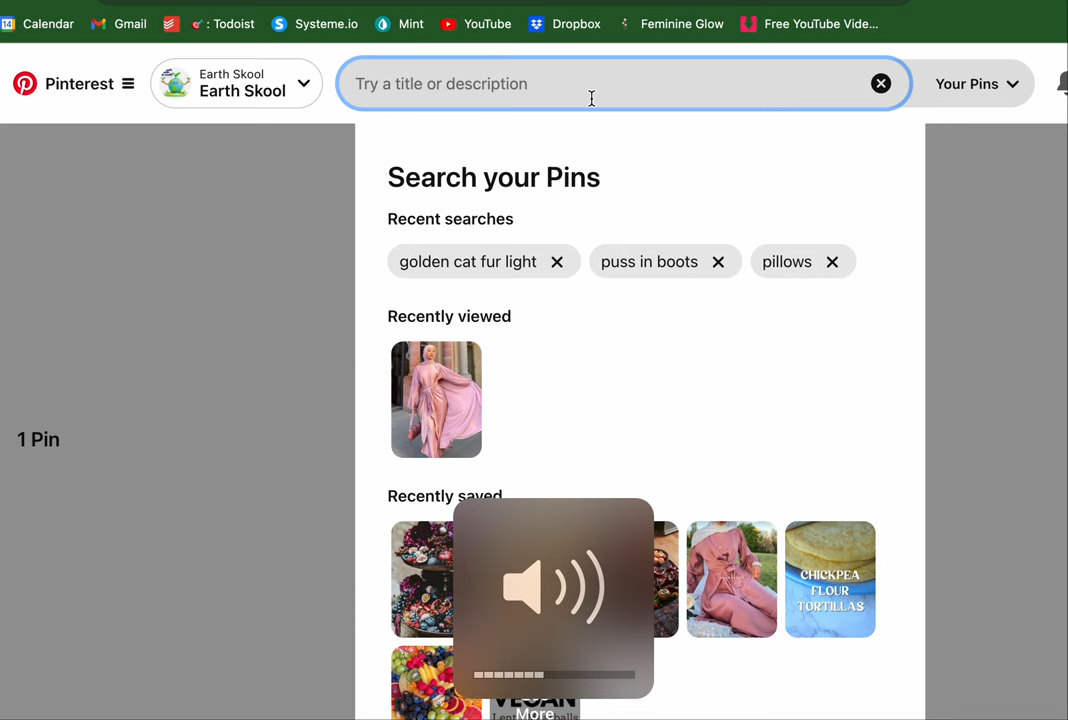 14 Calendar Gmail : Todoist Systeme.io Mint YouTube Dropbox Feminine Glow Free YouTube Vide...
Pinterest
Earth Skool
Earth Skool
Try a title or description
Your Pins
Search your Pins
Recent searches
golden cat fur light
puss in boots
pillows
Recently viewed
1 Pin
Recently saved
CHICKPEA
FLOUR
TORTILLAS
VEGAN
More